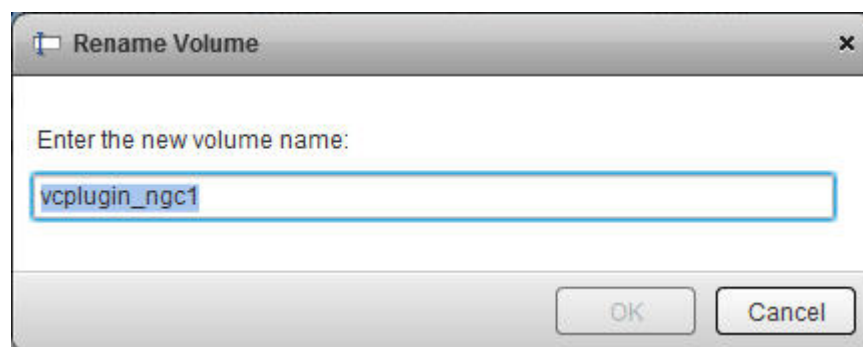 Rename Volume
Enter the new volume name:
vcplugin_ngc1
OK
Cancel